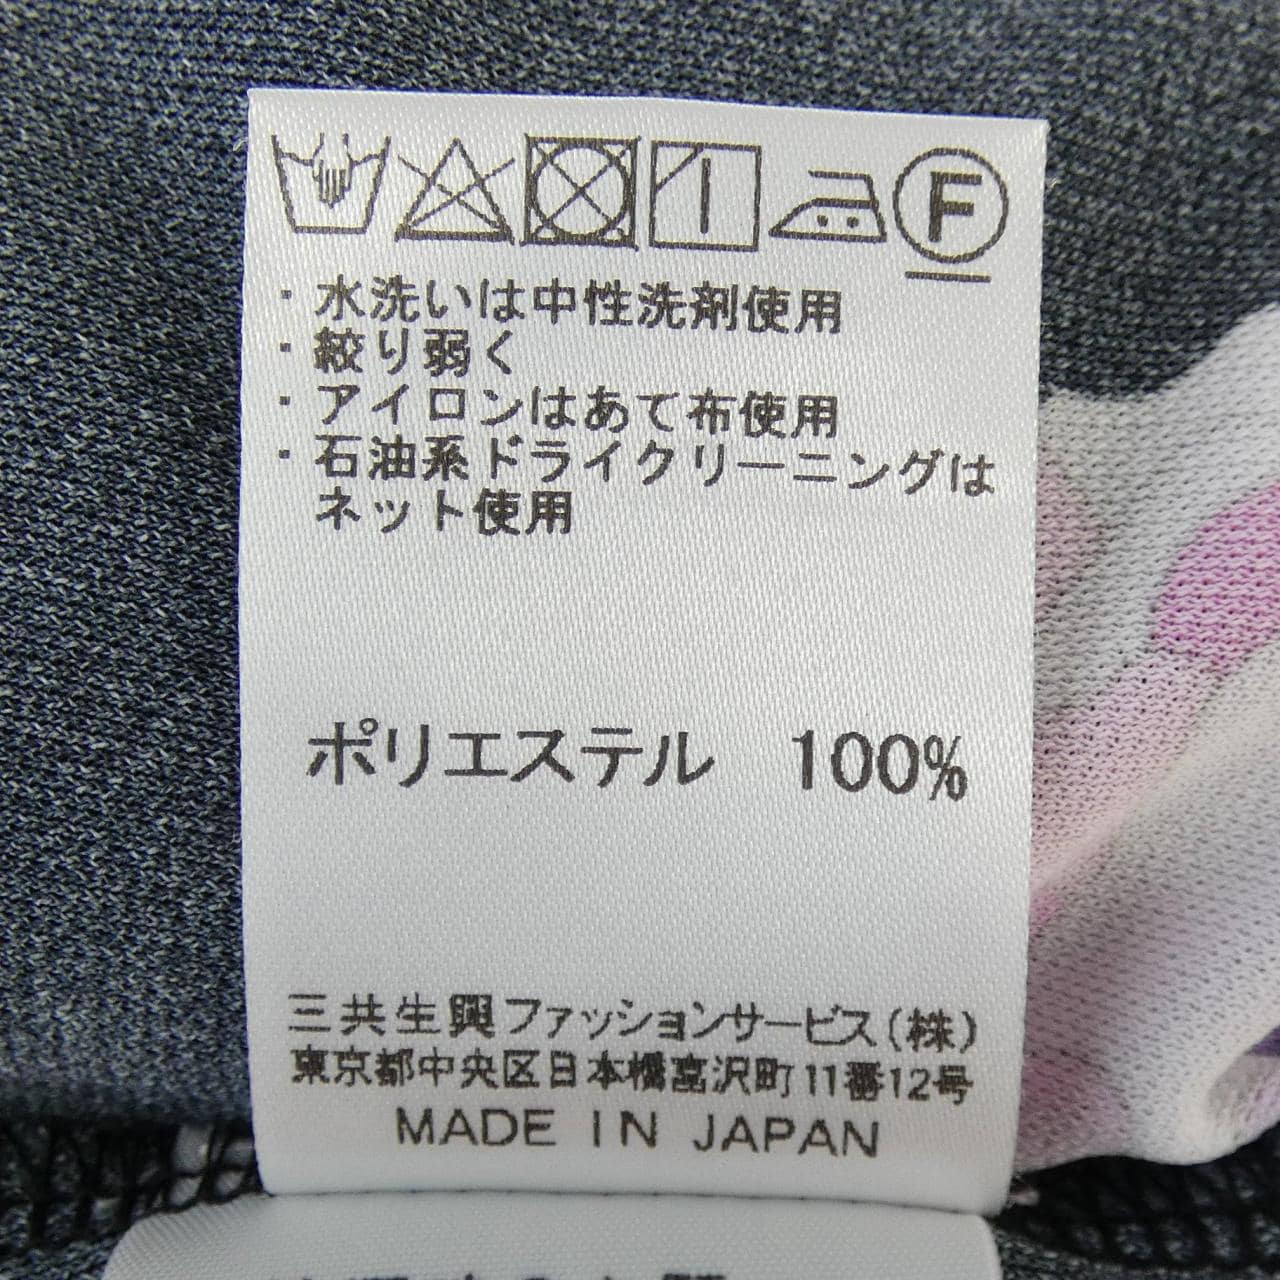 F
・水洗いは中性洗剤使用
・絞り弱く
・アイロンはあて布使用
・石油系ドライクリーニングは
ネット使用
ポリエステル 100%
三共生興ファッションサービス(株)
東京都中央区日本橋富沢町11番12号
MADE IN JAPAN